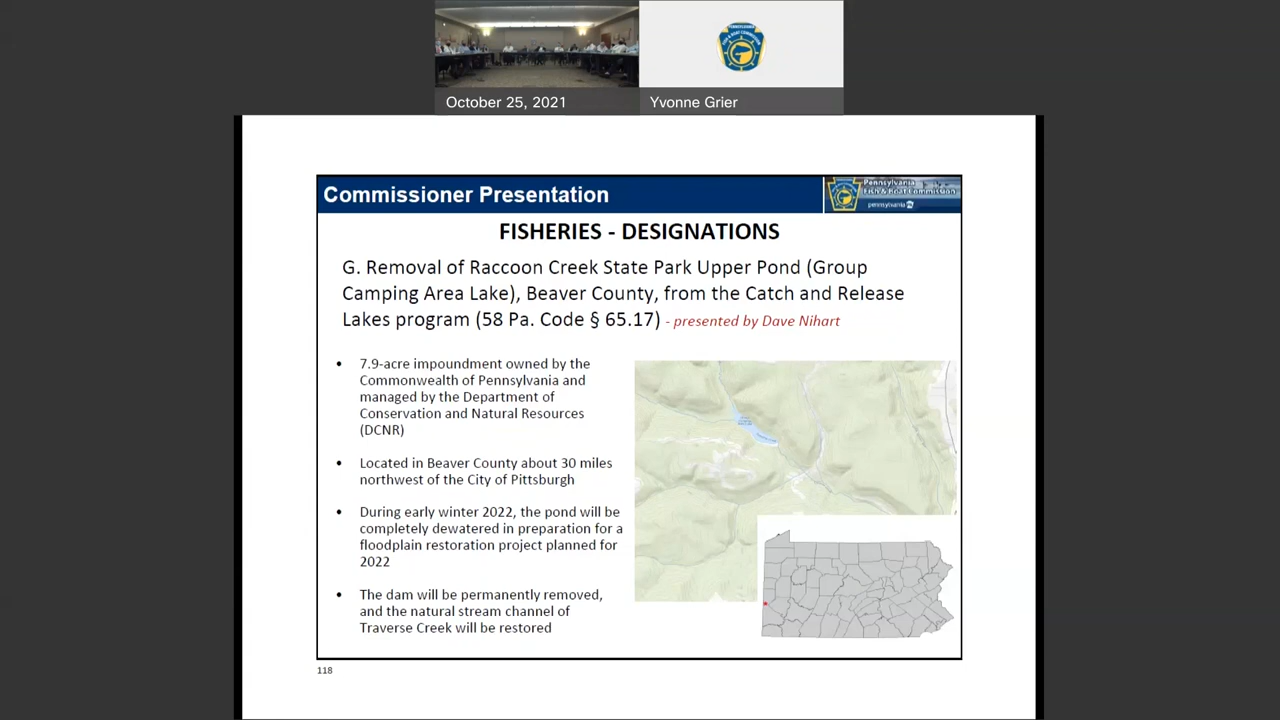 October 25, 2021
Yvonne Grier
Commissioner Presentation
Pennsylvania
Fish & Boat Commission
pennsylvania
FISHERIES - DESIGNATIONS
G. Removal of Raccoon Creek State Park Upper Pond (Group
Camping Area Lake), Beaver County, from the Catch and Release
Lakes program (58 Pa. Code § 65.17) - presented by Dave Nihart
• 7.9-acre impoundment owned by the
Commonwealth of Pennsylvania and
managed by the Department of
Conservation and Natural Resources
(DCNR)
• Located in Beaver County about 30 miles
northwest of the City of Pittsburgh
• During early winter 2022, the pond will be
completely dewatered in preparation for a
floodplain restoration project planned for
2022
• The dam will be permanently removed,
and the natural stream channel of
Traverse Creek will be restored
118